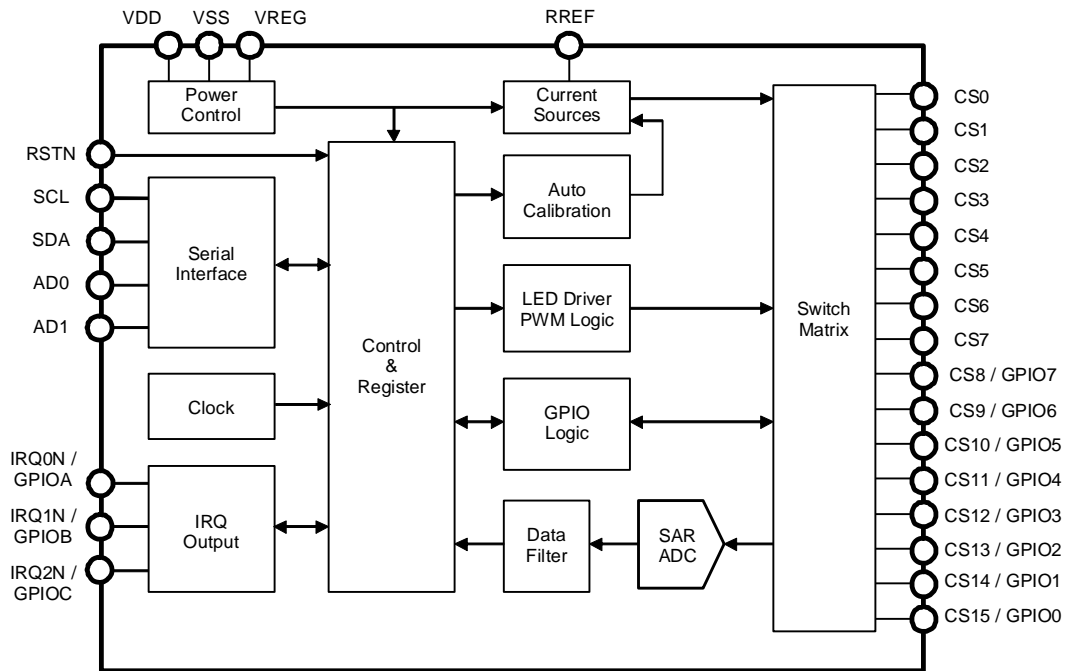 VDD VSS VREG RREF
Power
Control
Current
Sources
CS0
CS1
CS2
CS3
CS4
CS5
CS6
CS7
CS8 / GPIO7
CS9 / GPIO6
CS10 / GPIO5
CS11 / GPIO4
CS12 / GPIO3
CS13 / GPIO2
CS14 / GPIO1
CS15 / GPIO0
RSTN
SCL
SDA
AD0
AD1
Serial
Interface
Auto
Calibration
LED Driver
PWM Logic
Switch
Matrix
Control
&
Register
Clock
GPIO
Logic
IRQ0N /
GPIOA
IRQ1N /
GPIOB
IRQ2N /
GPIOC
IRQ
Output
Data
Filter
SAR
ADC